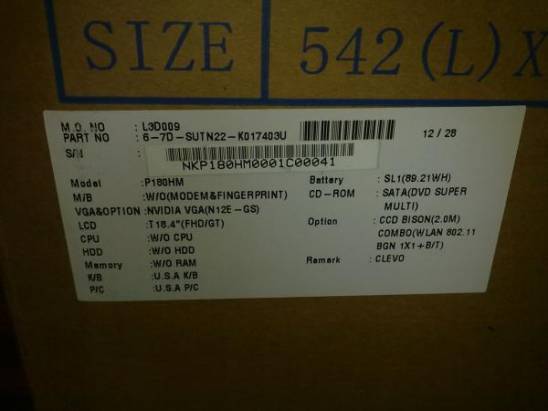 SIZE 542(L)X
M.O. NO : L3D009
PART NO : 6-7D-SUTN22-K017403U 12 / 28
S/N : NKP180HM0001C00041
Model :P180HM Battery : SL1(89.21WH)
M/B :W/O(MODEM&FINGERPRINT) CD-ROM : SATA(DVD SUPER
MULTI)
VGA&OPTION :NVIDIA VGA(N12E-GS)
LCD :T18.4"(FHD/GT) Option : CCD BISON(2.0M)
CPU :W/O CPU COMBO(WLAN 802.11
HDD :W/O HDD BGN 1X1+B/T)
Memory :W/O RAM Remark : CLEVO
K/B :U.S.A K/B
P/C :U.S.A P/C